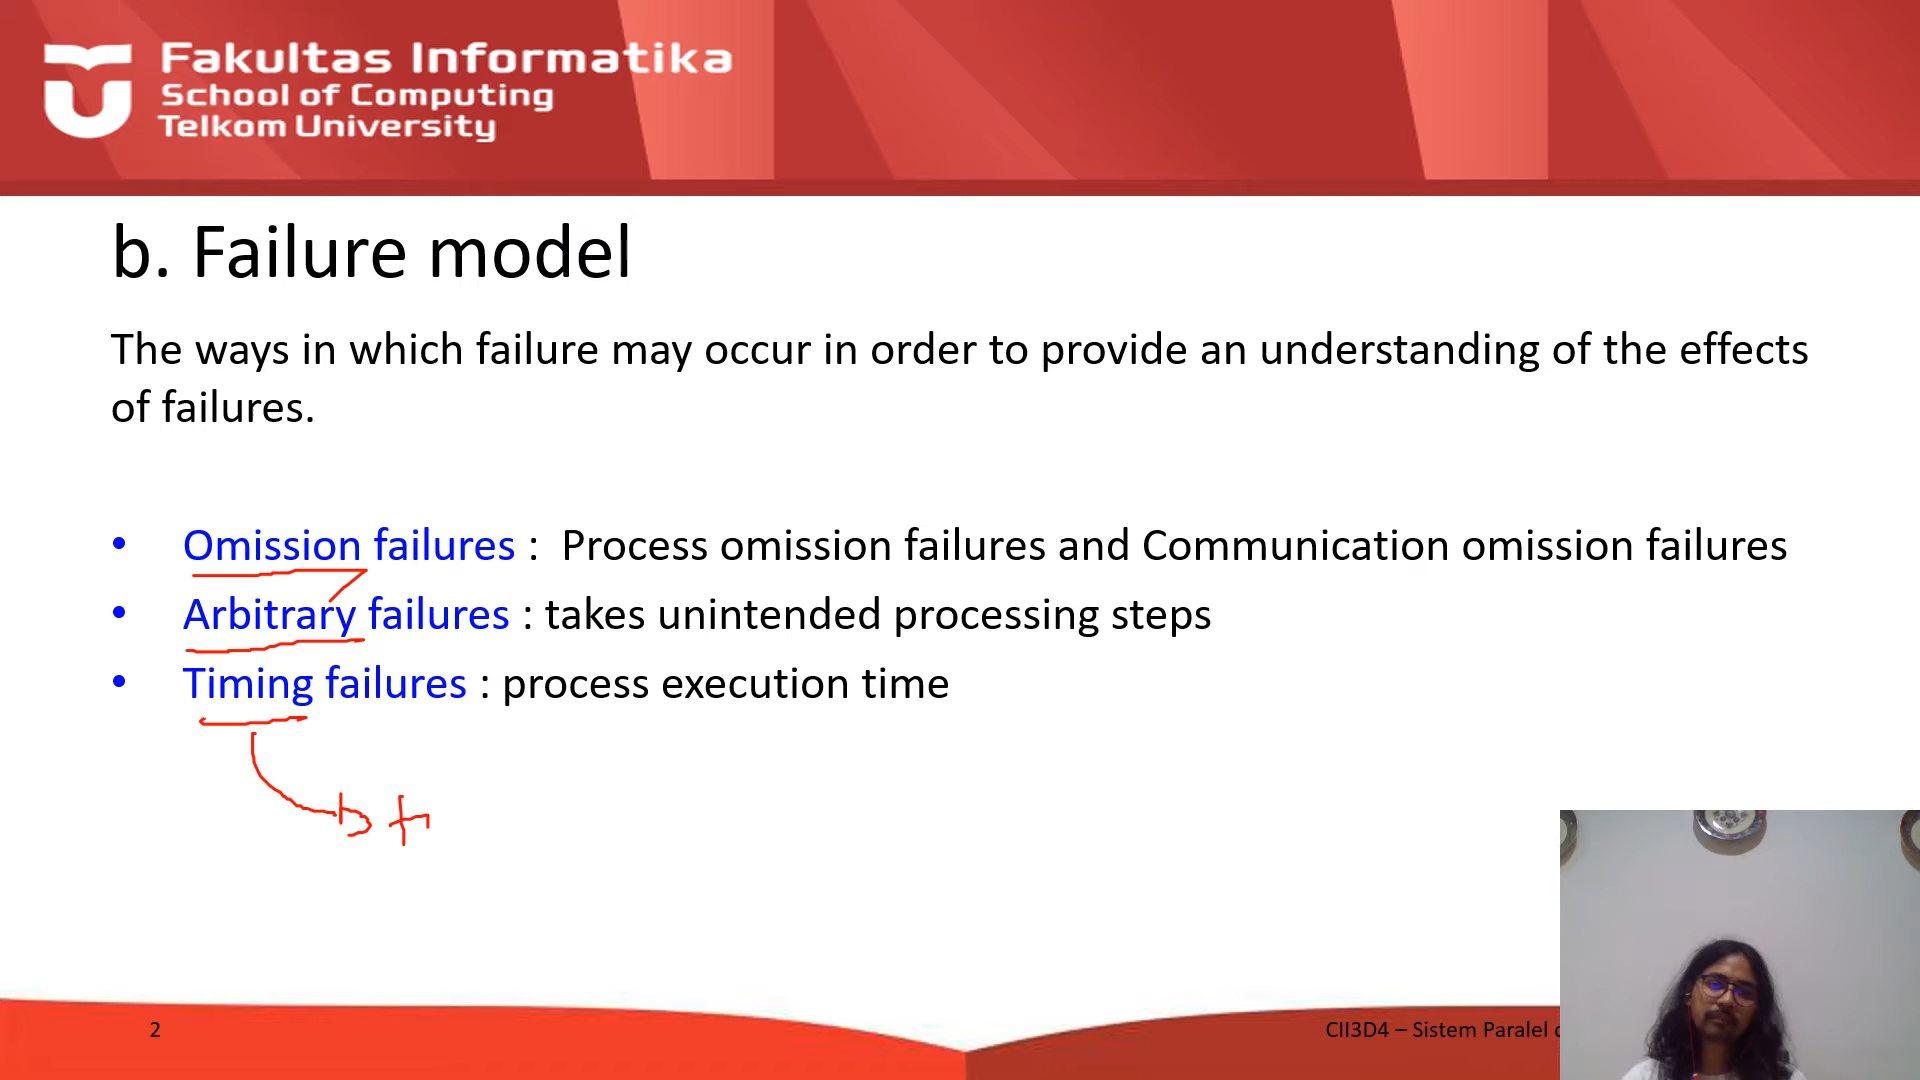 Fakultas Informatika
School of Computing
Telkom University
b. Failure model
The ways in which failure may occur in order to provide an understanding of the effects
of failures.
• Omission failures : Process omission failures and Communication omission failures
• Arbitrary failures : takes unintended processing steps
• Timing failures : process execution time
2
CII3D4 – Sistem Paralel